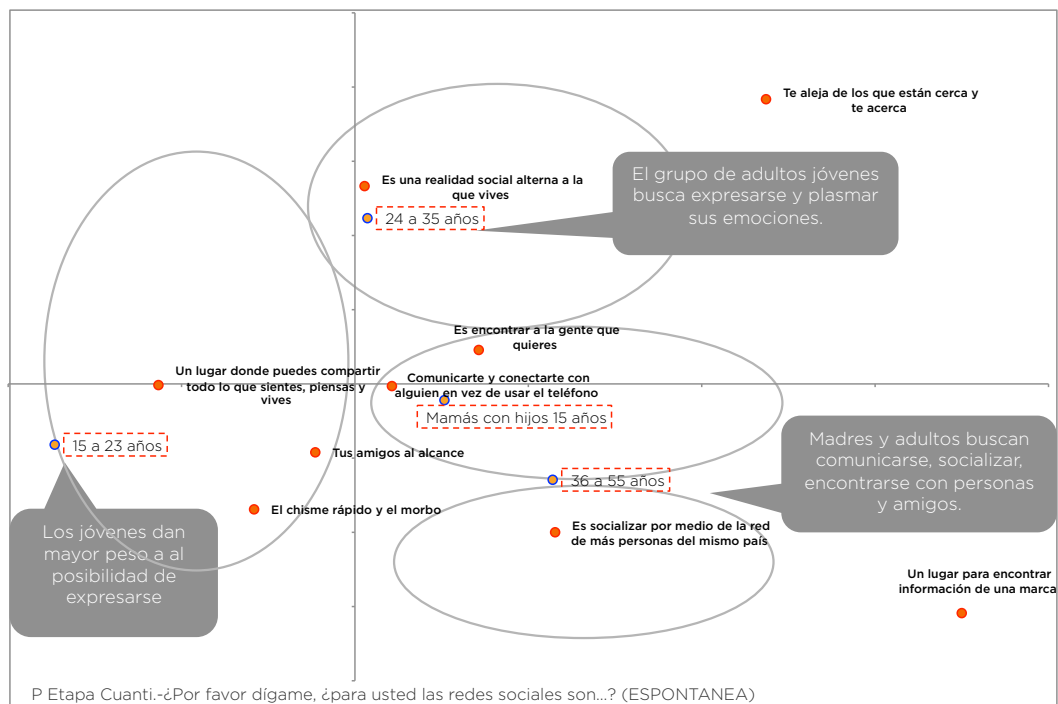 Te aleja de los que están cerca y
te acerca
El grupo de adultos jóvenes
busca expresarse y plasmar
sus emociones.
Es una realidad social alterna a la
que vives
24 a 35 años
Es encontrar a la gente que
quieres
Un lugar donde puedes compartir
todo lo que sientes, piensas y
vives
Comunicarte y conectarte con
alguien en vez de usar el teléfono
Mamás con hijos 15 años
15 a 23 años
Tus amigos al alcance
Madres y adultos buscan
comunicarse, socializar,
encontrarse con personas
y amigos.
36 a 55 años
El chisme rápido y el morbo
Los jóvenes dan
mayor peso a al
posibilidad de
expresarse
Es socializar por medio de la red
de más personas del mismo país
Un lugar para encontrar
información de una marca
P Etapa Cuanti.-¿Por favor dígame, ¿para usted las redes sociales son...? (ESPONTANEA)